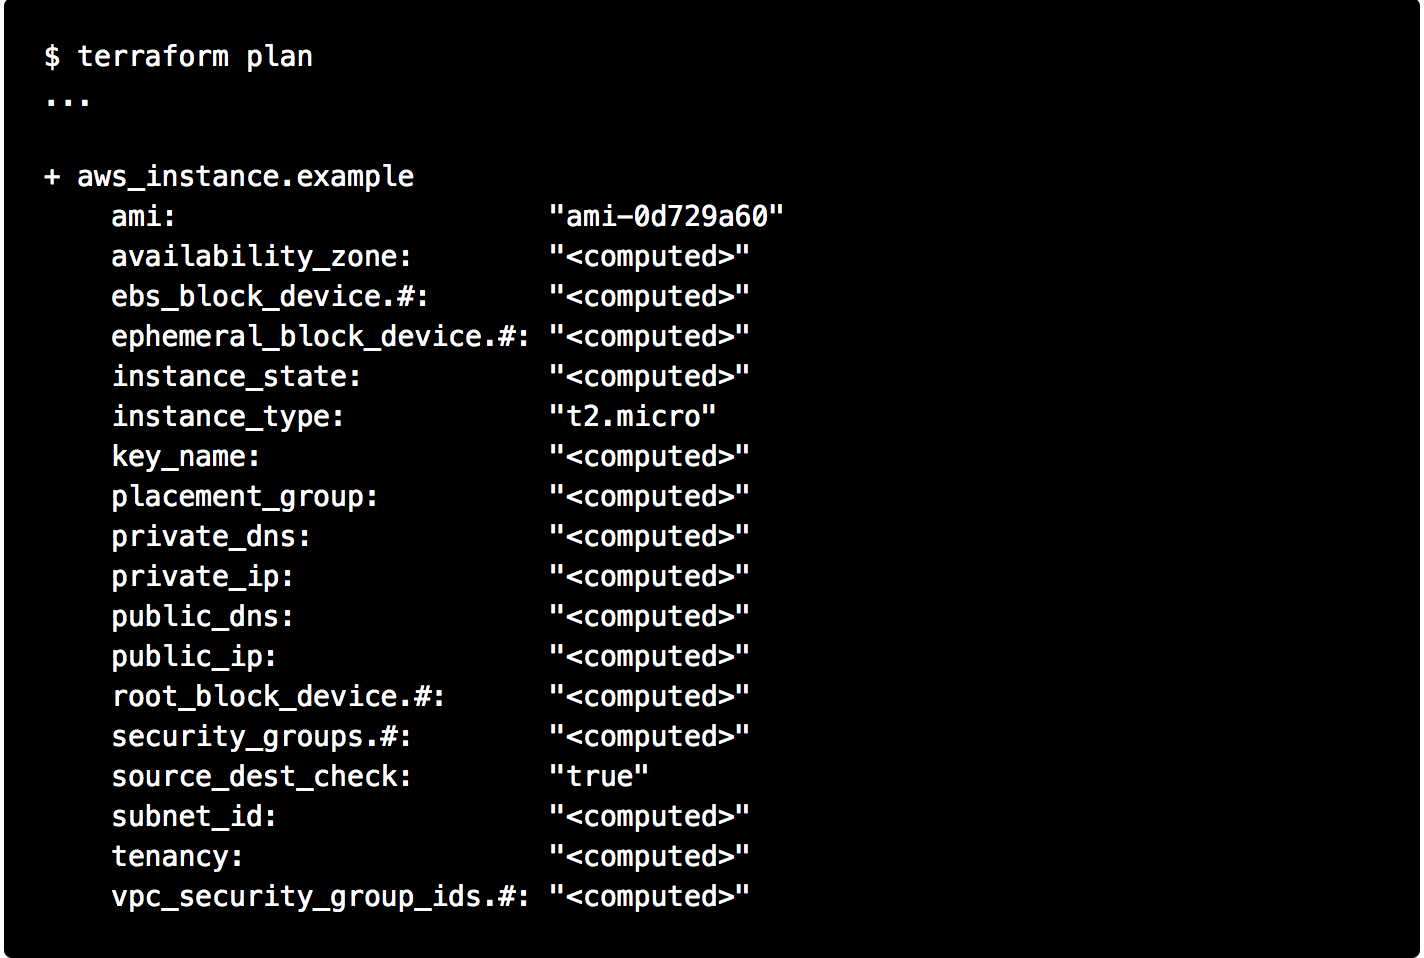 $ terraform plan
...
+ aws_instance.example
ami: "ami-0d729a60"
availability_zone: "<computed>"
ebs_block_device.#: "<computed>"
ephemeral_block_device.#: "<computed>"
instance_state: "<computed>"
instance_type: "t2.micro"
key_name: "<computed>"
placement_group: "<computed>"
private_dns: "<computed>"
private_ip: "<computed>"
public_dns: "<computed>"
public_ip: "<computed>"
root_block_device.#: "<computed>"
security_groups.#: "<computed>"
source_dest_check: "true"
subnet_id: "<computed>"
tenancy: "<computed>"
vpc_security_group_ids.#: "<computed>"